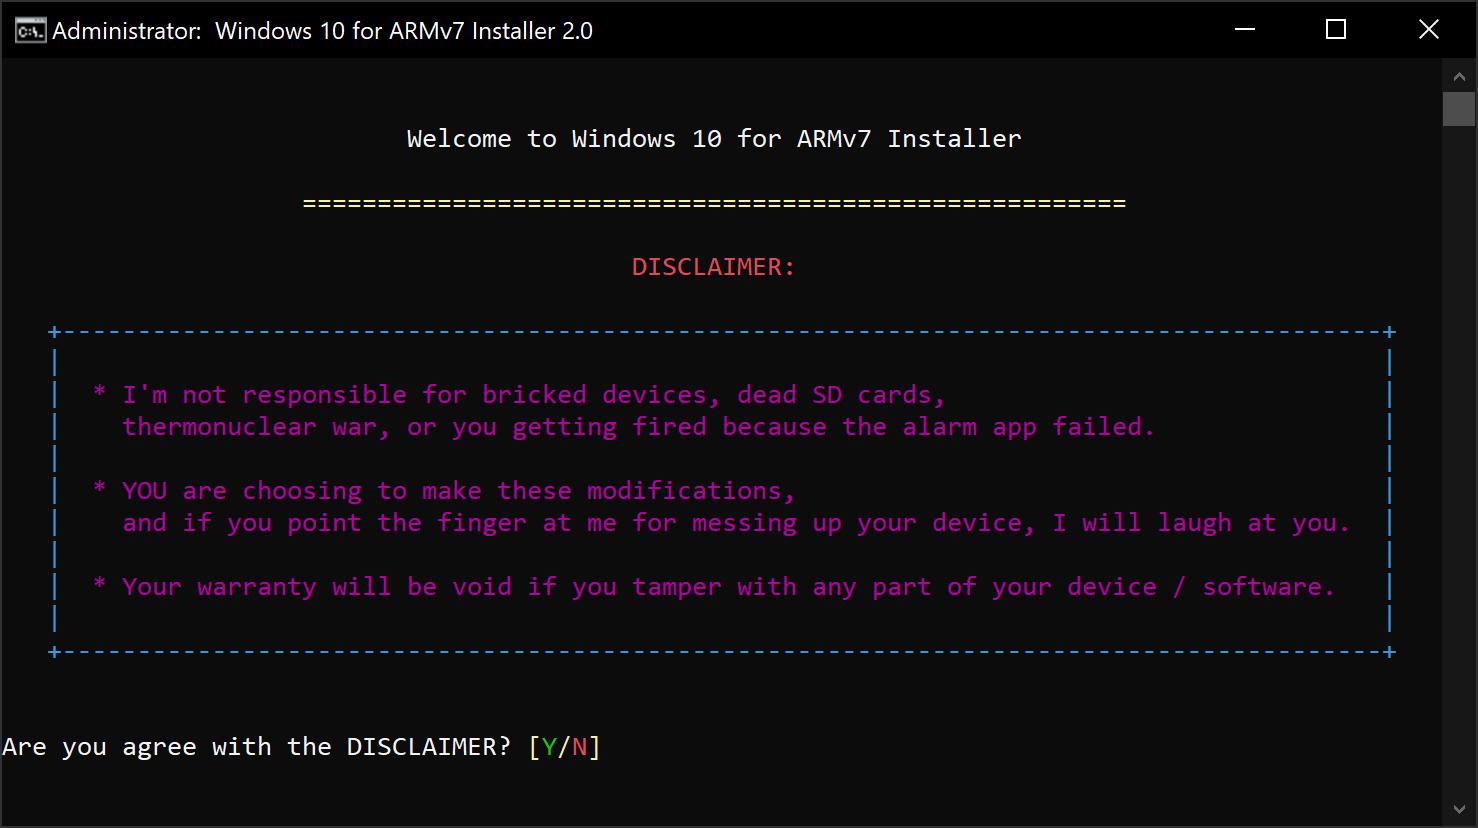 Administrator:  Windows 10 for ARMv7 Installer 2.0
Welcome to Windows 10 for ARMv7 Installer
=======================================================
DISCLAIMER:
+----------------------------------------------------------------------------------------+
* I'm not responsible for bricked devices, dead SD cards,
thermonuclear war, or you getting fired because the alarm app failed.
* YOU are choosing to make these modifications,
and if you point the finger at me for messing up your device, I will laugh at you.
* Your warranty will be void if you tamper with any part of your device / software.
+----------------------------------------------------------------------------------------+
Are you agree with the DISCLAIMER? [Y/N]